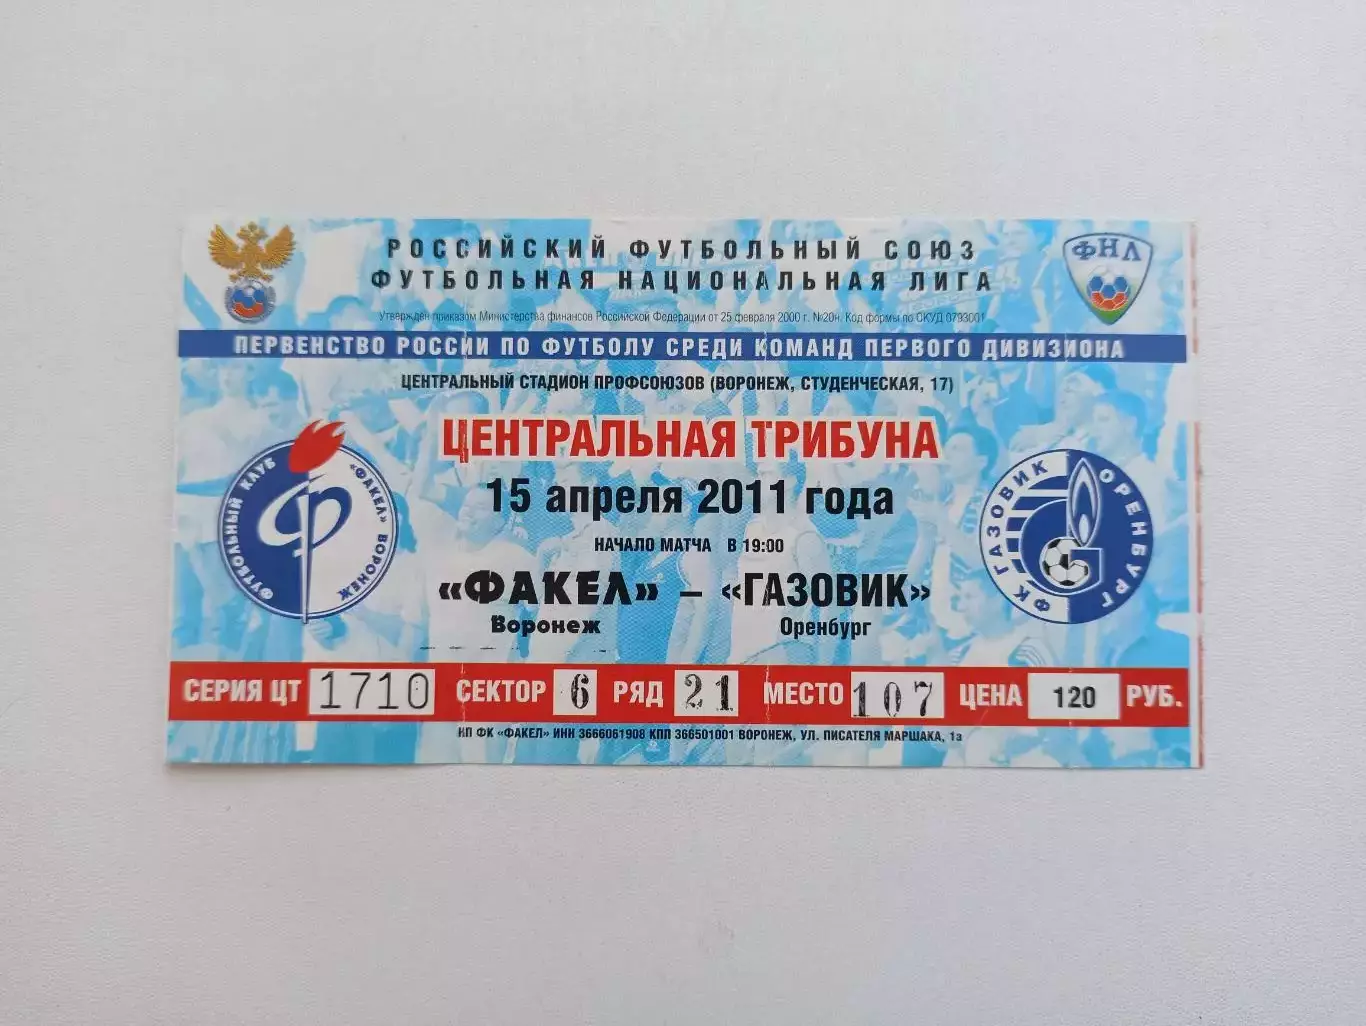 РОССИЙСКИЙ ФУТБОЛЬНЫЙ СОЮЗ
ФУТБОЛЬНАЯ НАЦИОНАЛЬНАЯ ЛИГА
ФНЛ
Утвержден приказом Министерства финансов Российской Федерации от 25 февраля 2000 г. №20н. Код формы по ОКУД 0793001
ПЕРВЕНСТВО РОССИИ ПО ФУТБОЛУ СРЕДИ КОМАНД ПЕРВОГО ДИВИЗИОНА
ЦЕНТРАЛЬНЫЙ СТАДИОН ПРОФСОЮЗОВ (ВОРОНЕЖ, СТУДЕНЧЕСКАЯ, 17)
ЦЕНТРАЛЬНАЯ ТРИБУНА
15 апреля 2011 года
НАЧАЛО МАТЧА В 19:00
«ФАКЕЛ» – «ГАЗОВИК»
Воронеж Оренбург
ФУТБОЛЬНЫЙ КЛУБ «ФАКЕЛ» ВОРОНЕЖ
Ф
ФК ГАЗОВИК ОРЕНБУРГ
СЕРИЯ ЦТ 1710 СЕКТОР 6 РЯД 21 МЕСТО 107 ЦЕНА 120 РУБ.
НП ФК «ФАКЕЛ» ИНН 3666061908 КПП 366501001 ВОРОНЕЖ, УЛ. ПИСАТЕЛЯ МАРШАКА, 1а